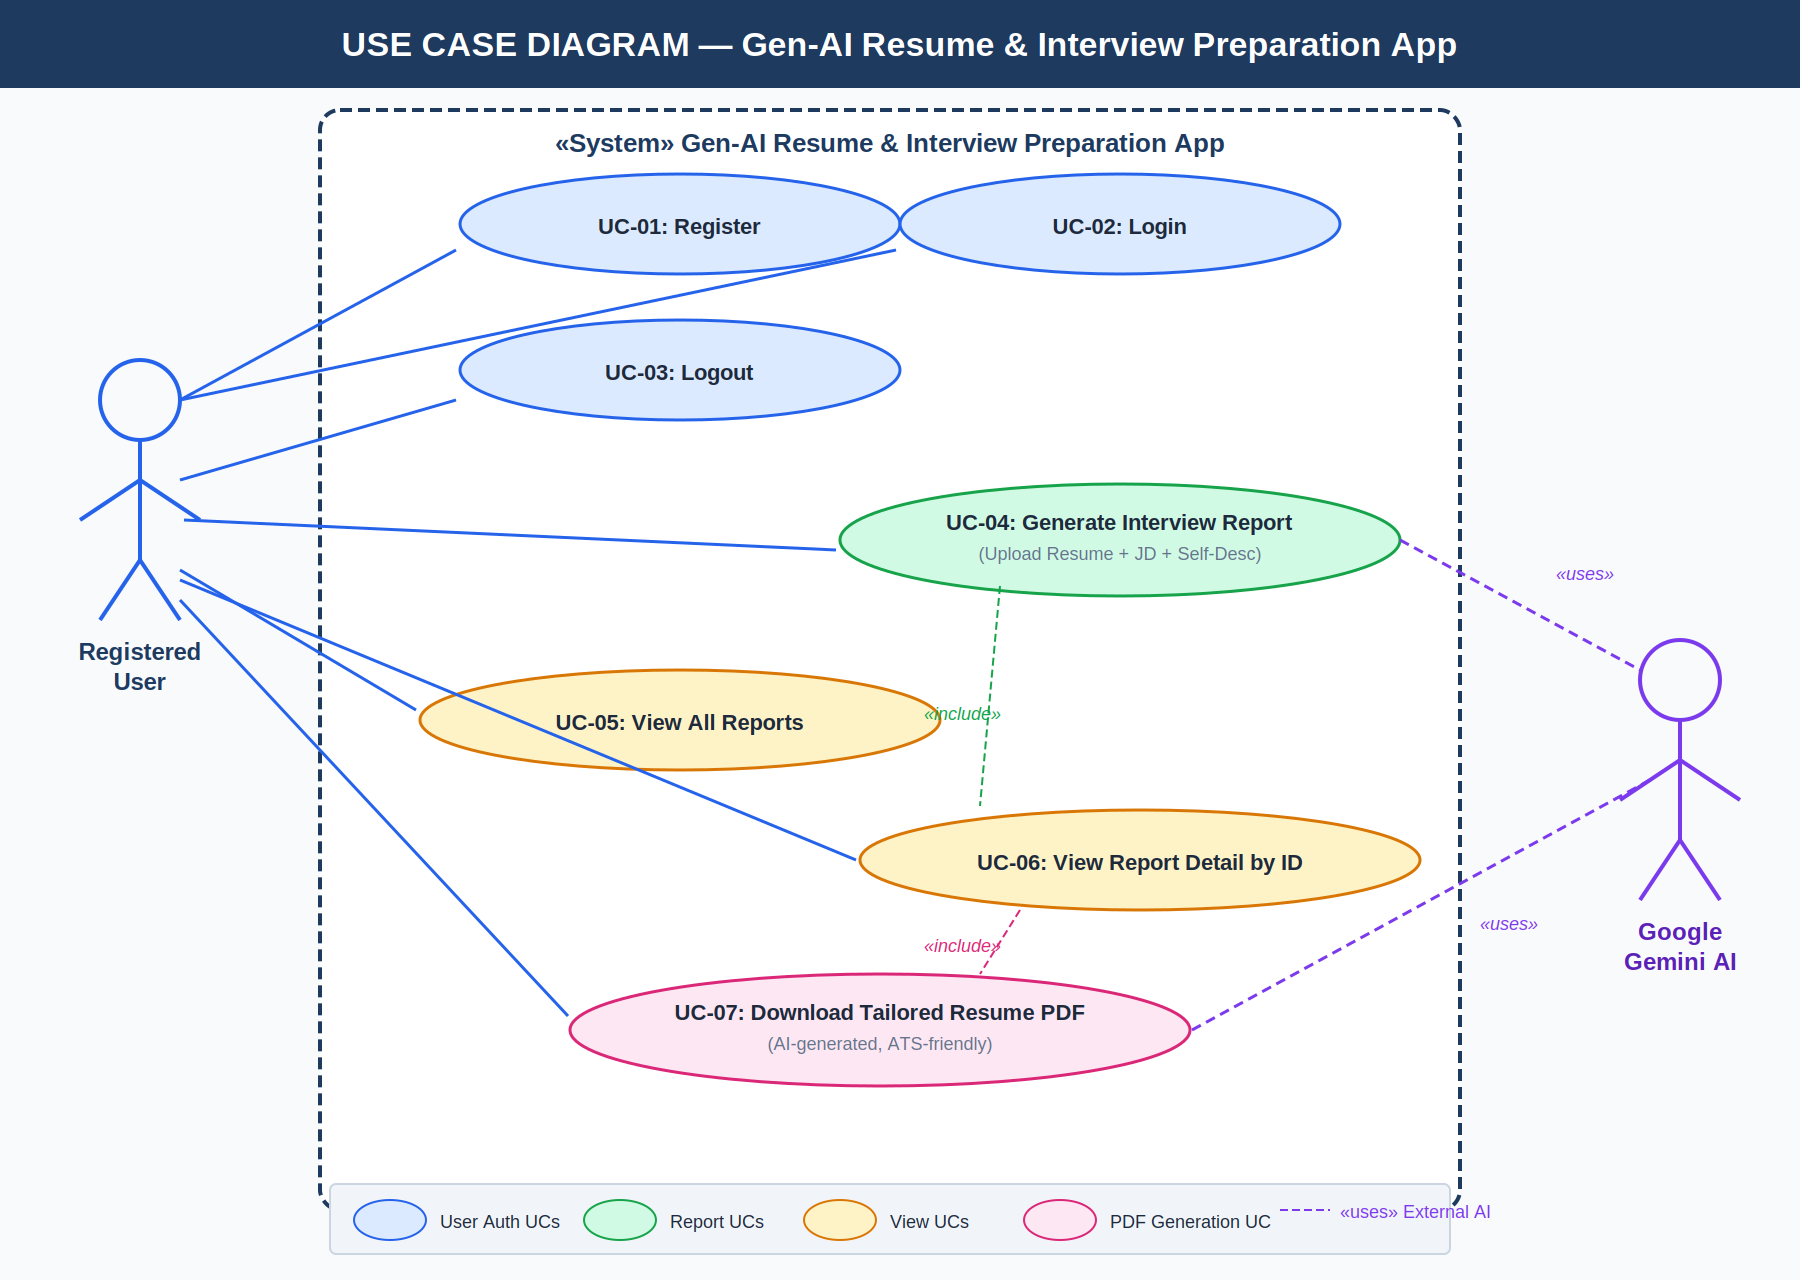 USE CASE DIAGRAM — Gen-AI Resume & Interview Preparation App
«System» Gen-AI Resume & Interview Preparation App
UC-01: Register
UC-02: Login
UC-03: Logout
UC-04: Generate Interview Report
(Upload Resume + JD + Self-Desc)
«uses»
Registered
User
UC-05: View All Reports
«include»
UC-06: View Report Detail by ID
«uses»
Google
Gemini AI
«include»
UC-07: Download Tailored Resume PDF
(AI-generated, ATS-friendly)
User Auth UCs
Report UCs
View UCs
PDF Generation UC
«uses» External AI